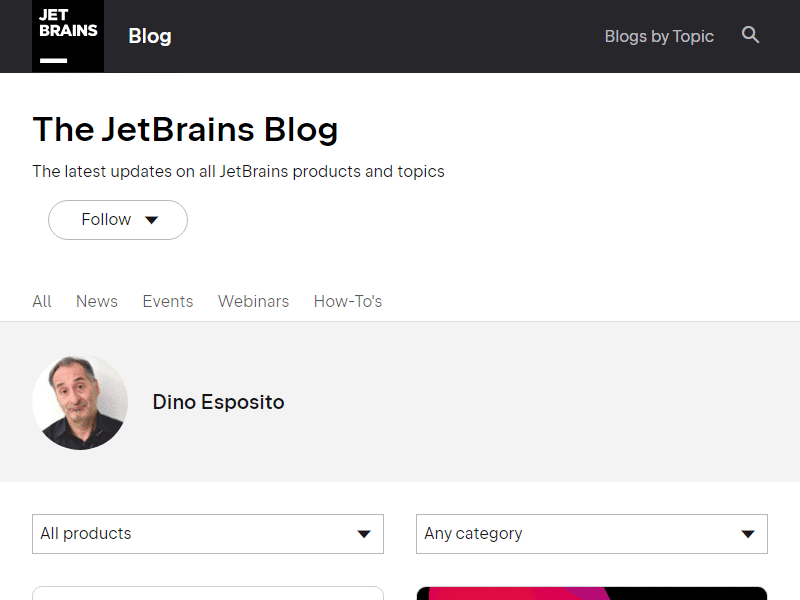 JET
BRAINS
Blog
Blogs by Topic
The JetBrains Blog
The latest updates on all JetBrains products and topics
Follow
All News Events Webinars How-To's
Dino Esposito
All products
Any category